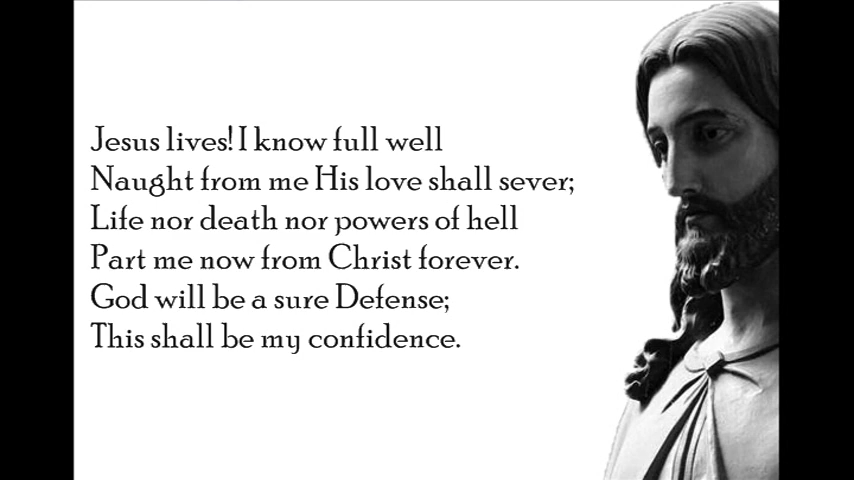 Jesus lives! I know full well
Naught from me His love shall sever;
Life nor death nor powers of hell
Part me now from Christ forever.
God will be a sure Defense;
This shall be my confidence.